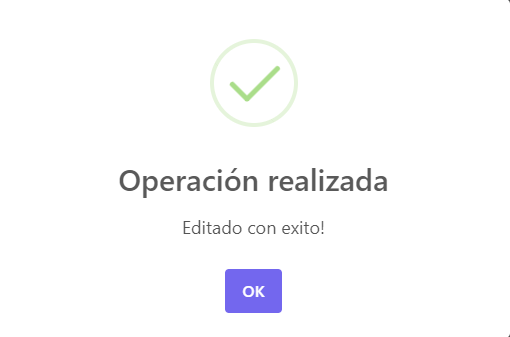 Operación realizada
Editado con exito!
OK